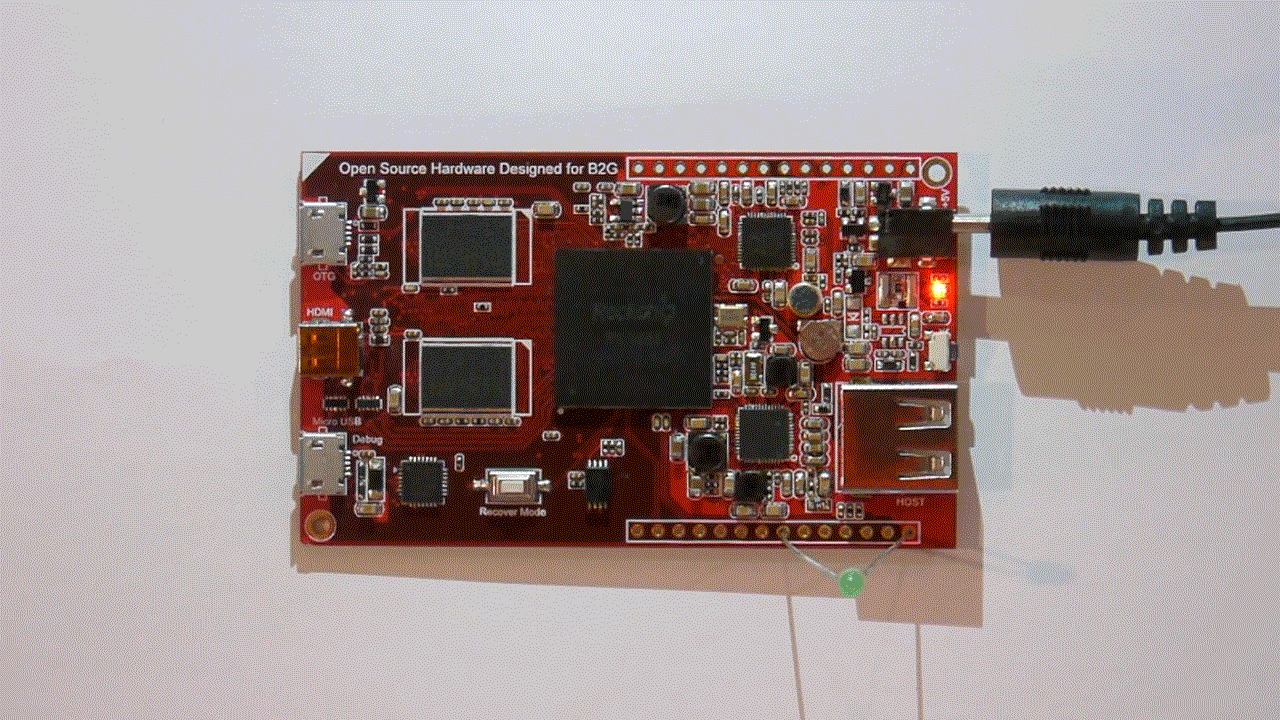 Open Source Hardware Designed for B2G
+5V
OTG
HDMI
Micro USB
Debug
Recover Mode
HOST